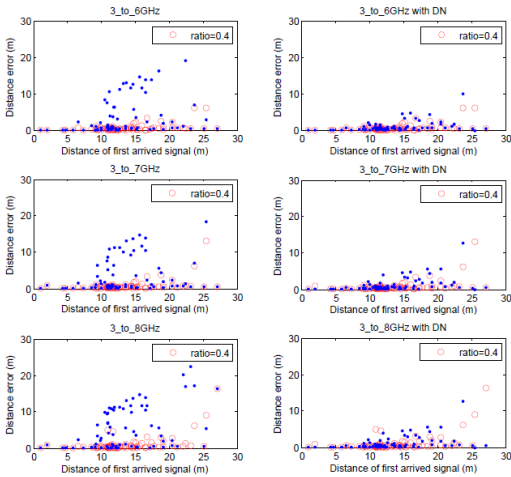 3_to_6GHz
30
20
10
0
Distance error (m)
ratio=0.4
0 5 10 15 20 25 30
Distance of first arrived signal (m)
3_to_6GHz with DN
30
20
10
0
Distance error (m)
ratio=0.4
0 5 10 15 20 25 30
Distance of first arrived signal (m)
3_to_7GHz
30
20
10
0
Distance error (m)
ratio=0.4
0 5 10 15 20 25 30
Distance of first arrived signal (m)
3_to_7GHz with DN
30
20
10
0
Distance error (m)
ratio=0.4
0 5 10 15 20 25 30
Distance of first arrived signal (m)
3_to_8GHz
30
20
10
0
Distance error (m)
ratio=0.4
0 5 10 15 20 25 30
Distance of first arrived signal (m)
3_to_8GHz with DN
30
20
10
0
Distance error (m)
ratio=0.4
0 5 10 15 20 25 30
Distance of first arrived signal (m)